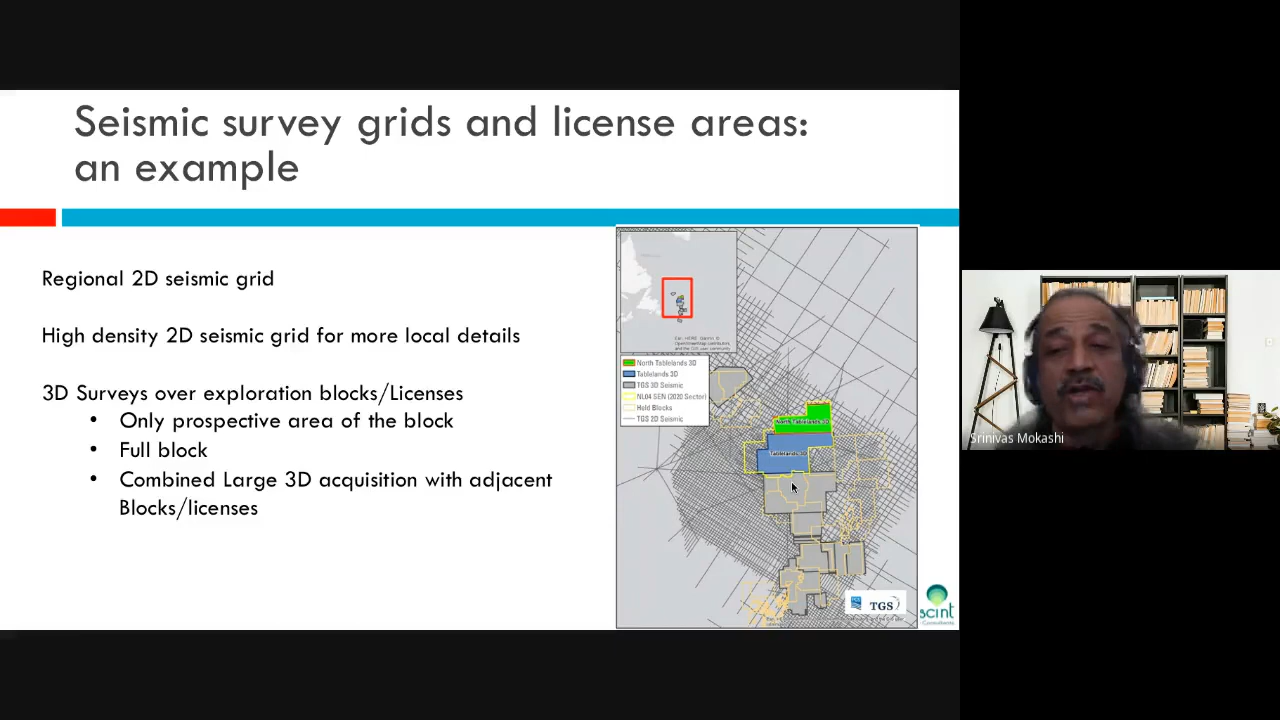 Seismic survey grids and license areas:
an example
Regional 2D seismic grid
High density 2D seismic grid for more local details
3D Surveys over exploration blocks/Licenses
• Only prospective area of the block
• Full block
• Combined Large 3D acquisition with adjacent
Blocks/licenses
North Tablelands 3D
Tablelands 3D
TGS 3D Seismic
NL04 SEN (2020 Sector)
Held Blocks
TGS 2D Seismic
North Tablelands 3D
Tablelands 3D
TGS
scint
Srinivas Mokashi